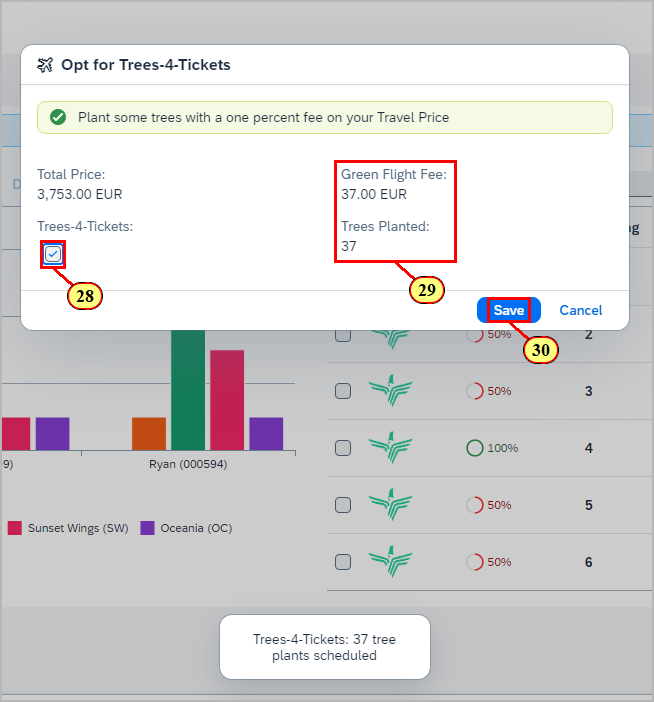 Opt for Trees-4-Tickets
Plant some trees with a one percent fee on your Travel Price
Total Price:
3,753.00 EUR
Green Flight Fee:
37.00 EUR
Trees-4-Tickets:
Trees Planted:
37
28
29
Save
Cancel
30
D
g
50%
2
50%
3
100%
4
50%
5
50%
6
9)
Ryan (000594)
Sunset Wings (SW)
Oceania (OC)
Trees-4-Tickets: 37 tree
plants scheduled